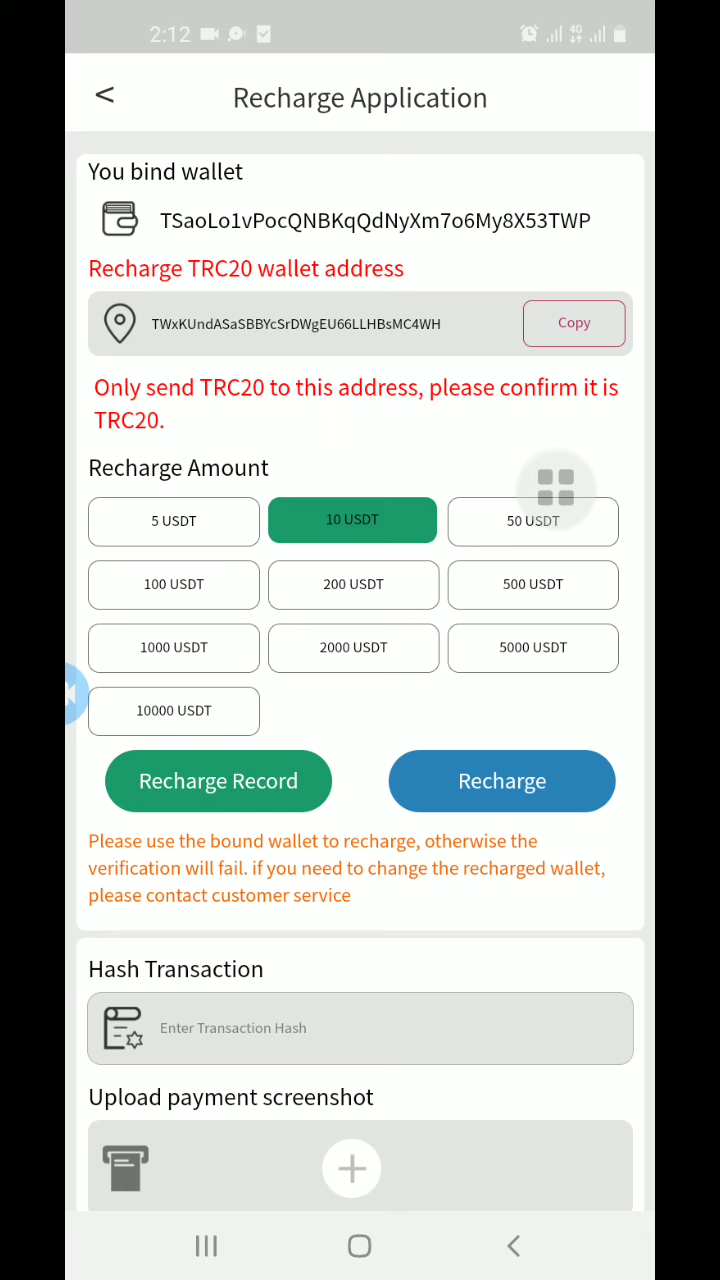 2:12
4G
<
Recharge Application
You bind wallet
TSaoLo1vPocQNBKqQdNyXm7o6My8X53TWP
Recharge TRC20 wallet address
TWxKUndASaSBBYcSrDWgEU66LLHBsMC4WH
Copy
Only send TRC20 to this address, please confirm it is
TRC20.
Recharge Amount
5 USDT
10 USDT
50 USDT
100 USDT
200 USDT
500 USDT
1000 USDT
2000 USDT
5000 USDT
10000 USDT
Recharge Record
Recharge
Please use the bound wallet to recharge, otherwise the
verification will fail. if you need to change the recharged wallet,
please contact customer service
Hash Transaction
Enter Transaction Hash
Upload payment screenshot